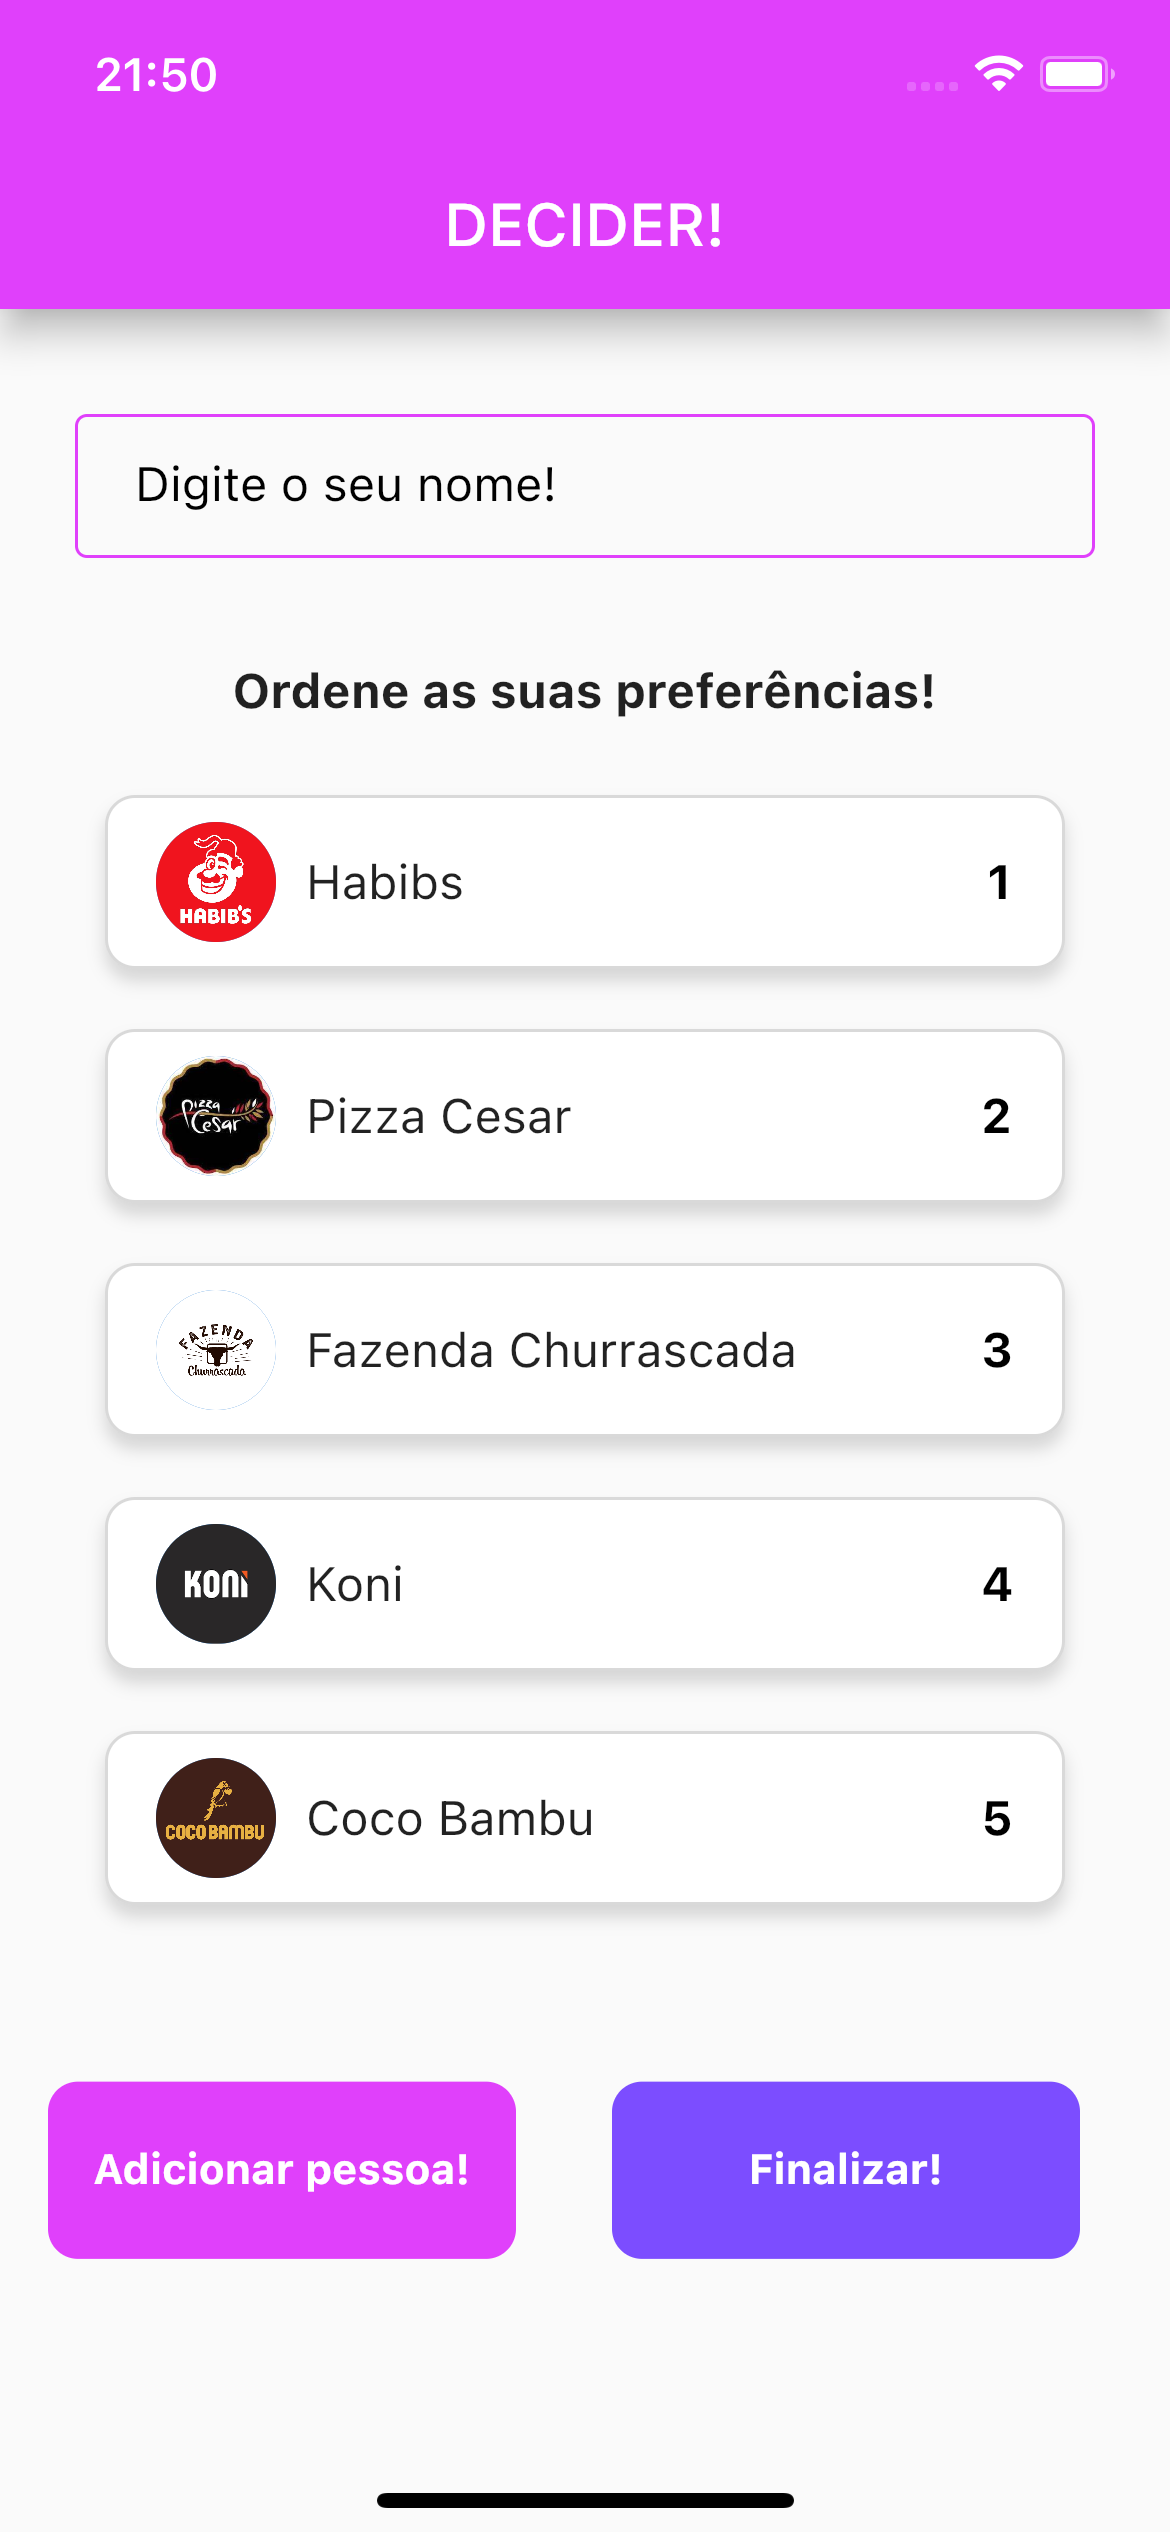 21:50
DECIDER!
Digite o seu nome!
Ordene as suas preferências!
HABIB'S
Habibs
1
Pizza
Cesar
Pizza Cesar
2
FAZENDA
Churrascada
Fazenda Churrascada
3
KONi
Koni
4
COCO BAMBU
Coco Bambu
5
Adicionar pessoa!
Finalizar!